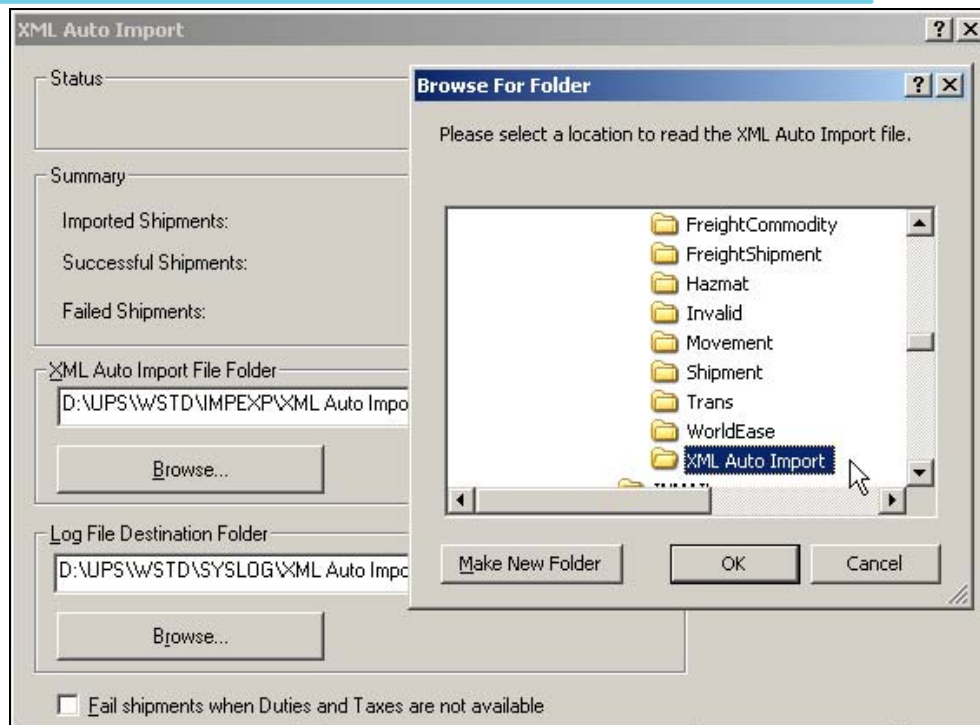 XML Auto Import
Status
Summary
Imported Shipments:
Successful Shipments:
Failed Shipments:
XML Auto Import File Folder
D:\UPS\WSTD\IMPEXP\XML Auto Impo
Browse...
Log File Destination Folder
D:\UPS\WSTD\SYSLOG\XML Auto Impo
Browse...
Fail shipments when Duties and Taxes are not available
Browse For Folder
Please select a location to read the XML Auto Import file.
FreightCommodity
FreightShipment
Hazmat
Invalid
Movement
Shipment
Trans
WorldEase
XML Auto Import
Make New Folder
OK
Cancel